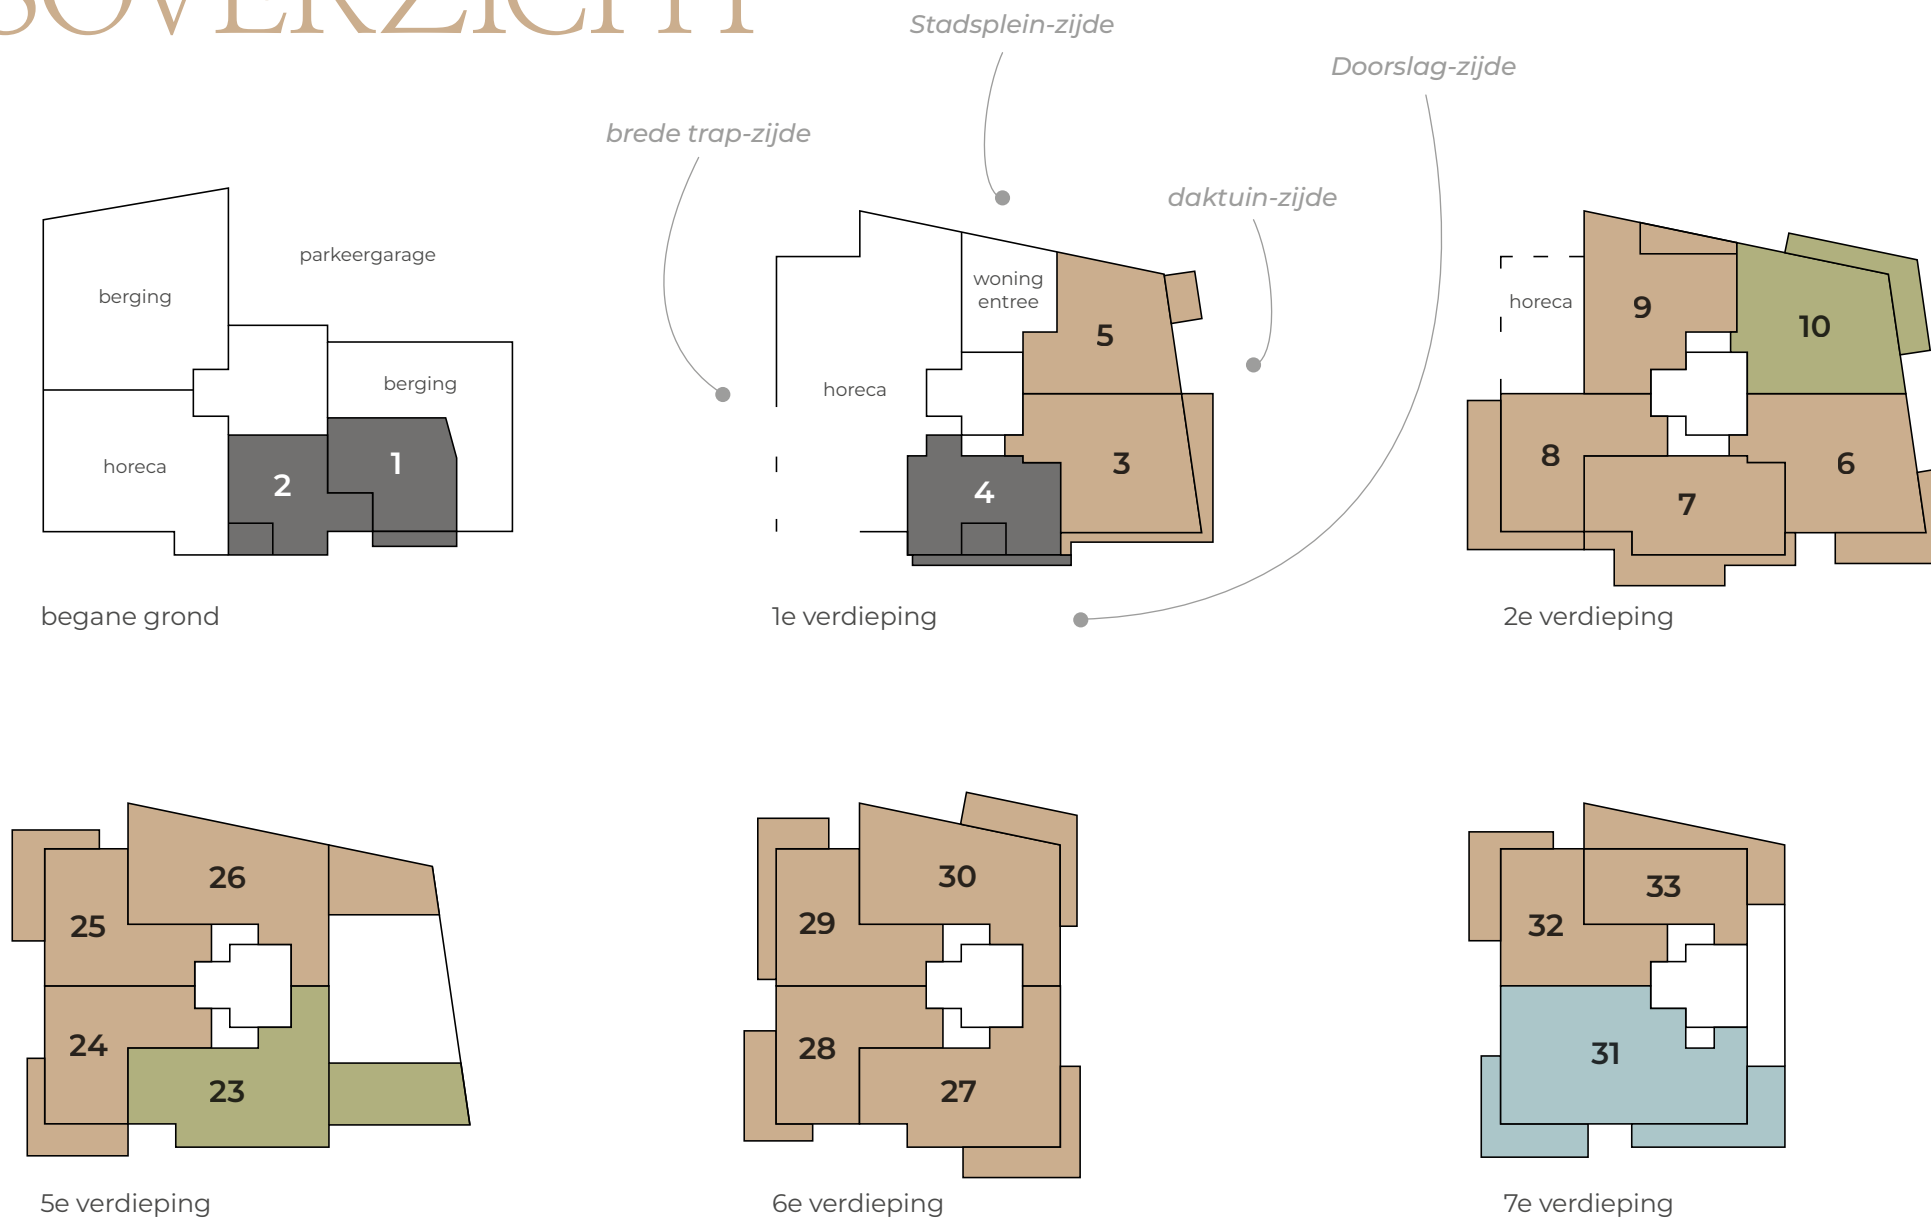 SOVERZICHT
Stadsplein-zijde
Doorslag-zijde
brede trap-zijde
daktuin-zijde
parkeergarage
berging
berging
horeca
2
1
begane grond
woning
entree
5
horeca
3
4
1e verdieping
horeca
9
10
8
6
7
2e verdieping
26
25
24
23
5e verdieping
30
29
28
27
6e verdieping
33
32
31
7e verdieping